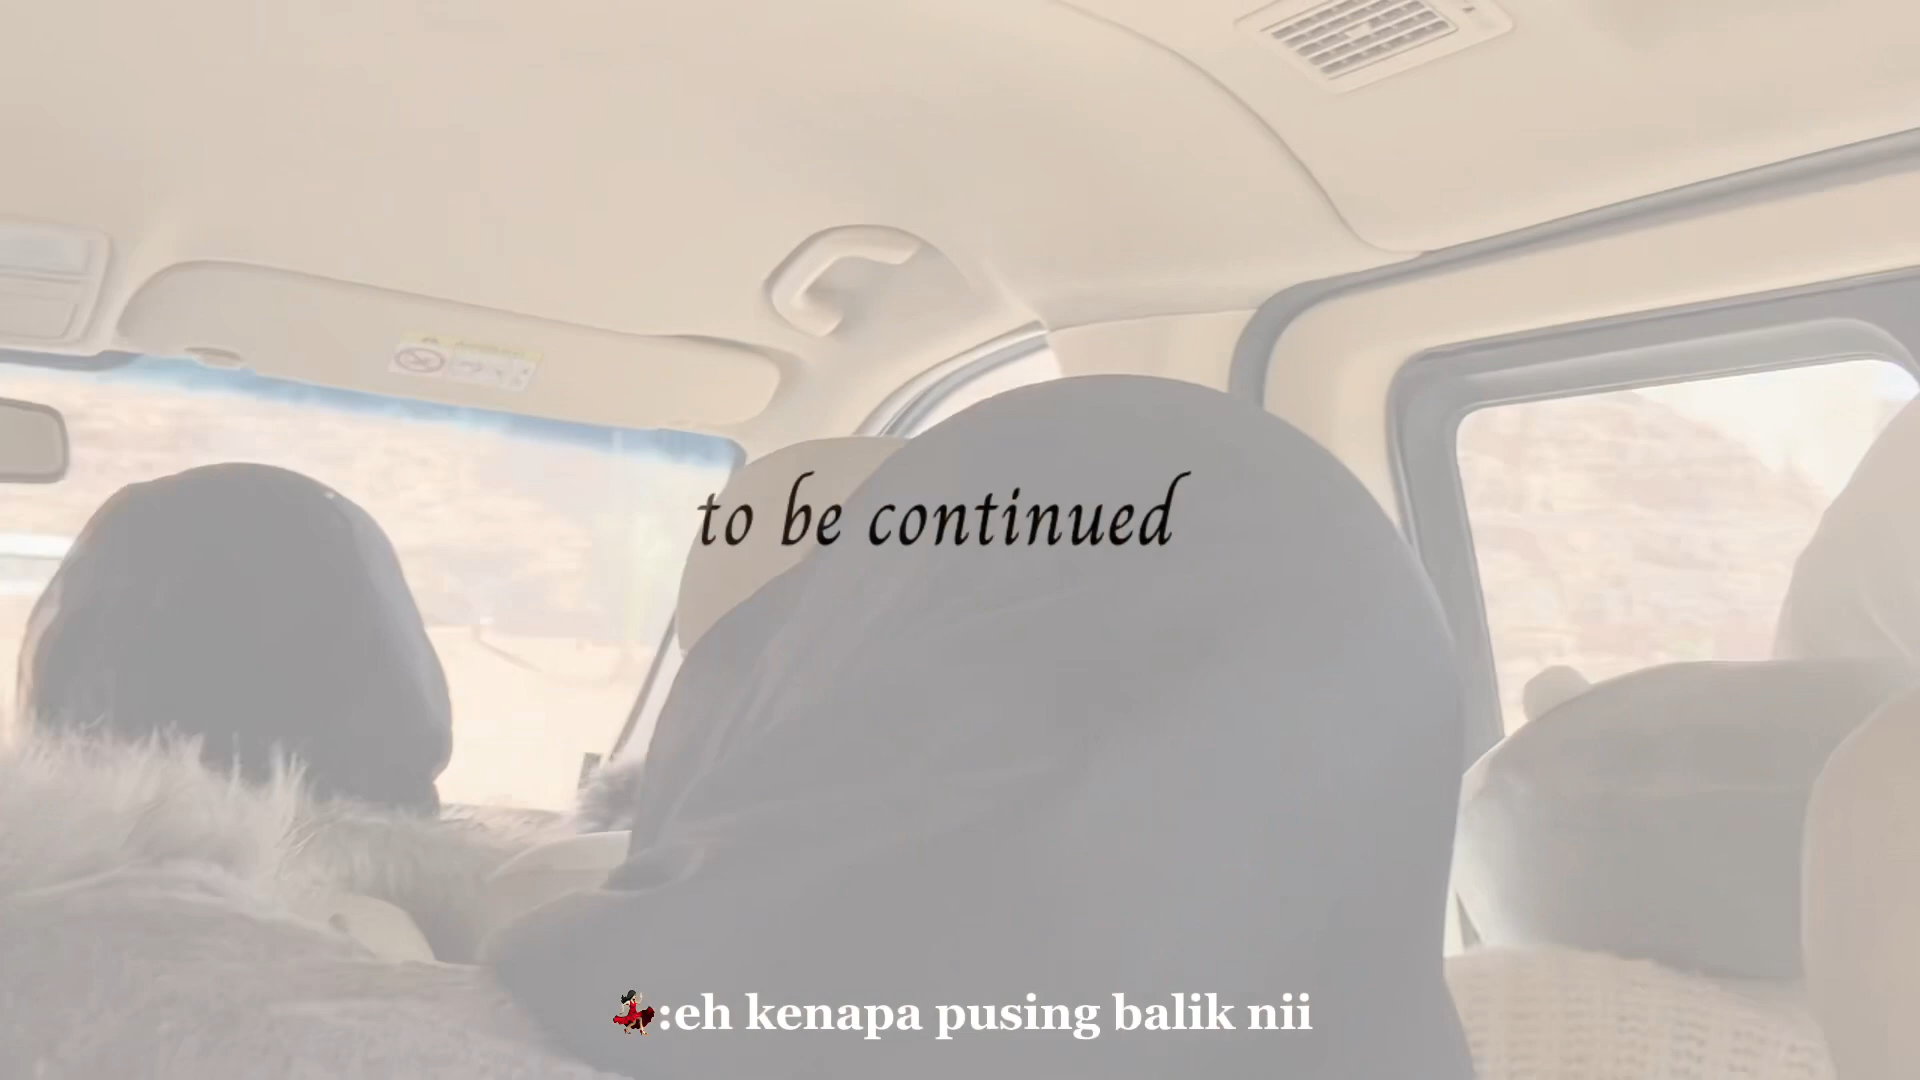 to be continued
💃:eh kenapa pusing balik nii